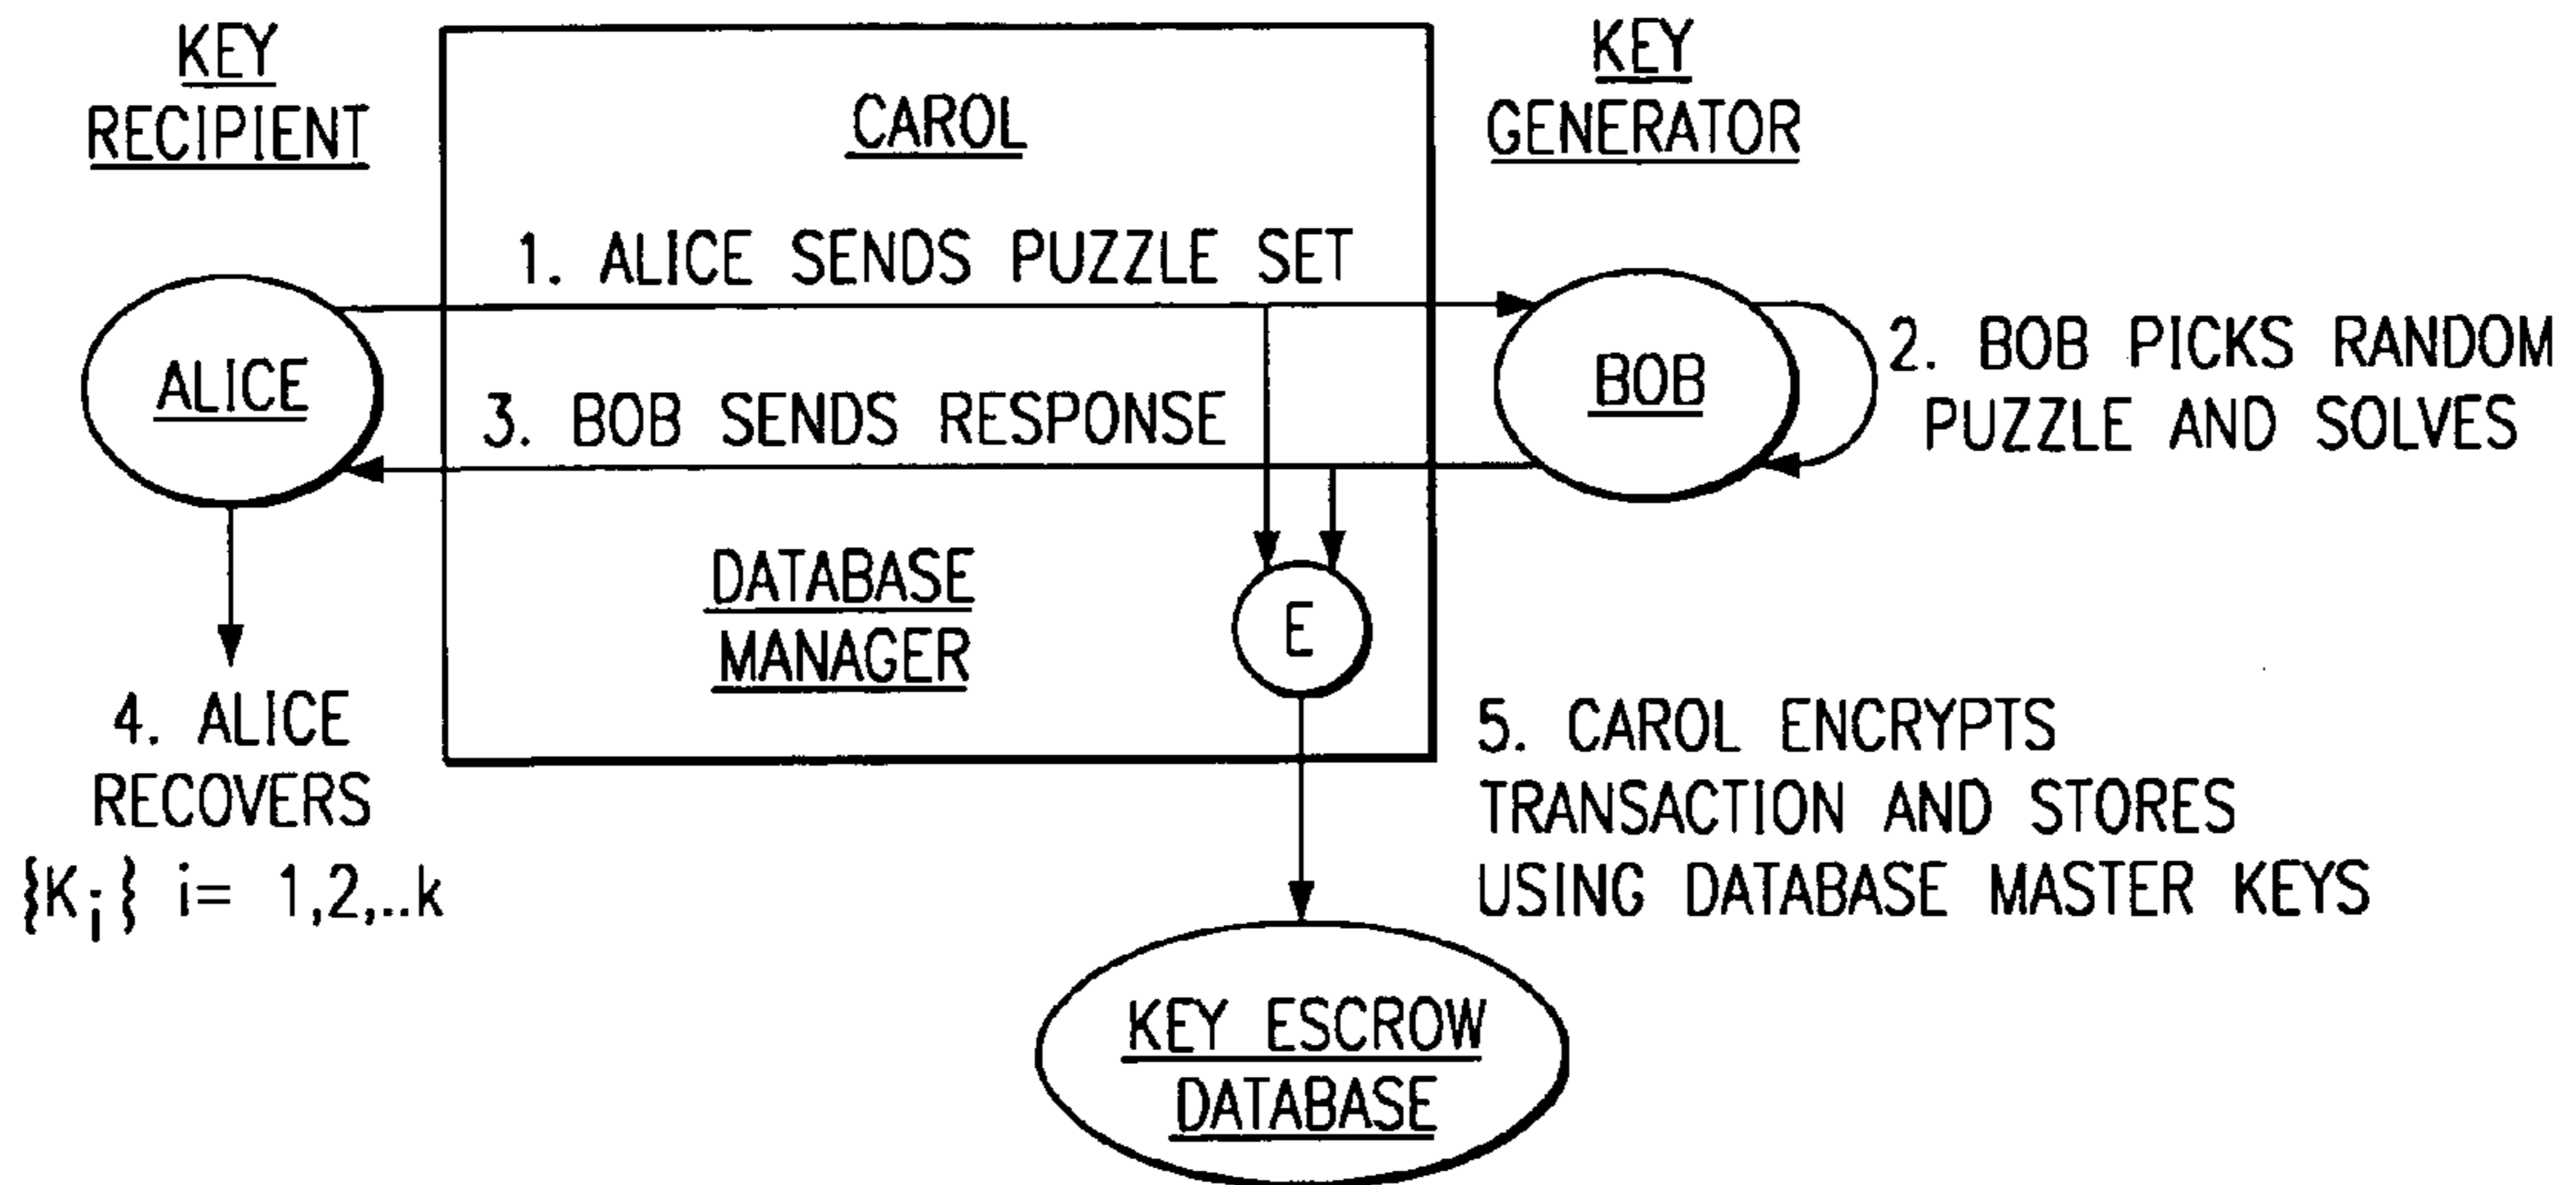 KEY
RECIPIENT
CAROL
KEY
GENERATOR
1. ALICE SENDS PUZZLE SET
ALICE
BOB
2. BOB PICKS RANDOM
PUZZLE AND SOLVES
3. BOB SENDS RESPONSE
DATABASE
MANAGER
E
4. ALICE
RECOVERS
{K_i} i= 1,2,..k
5. CAROL ENCRYPTS
TRANSACTION AND STORES
USING DATABASE MASTER KEYS
KEY ESCROW
DATABASE